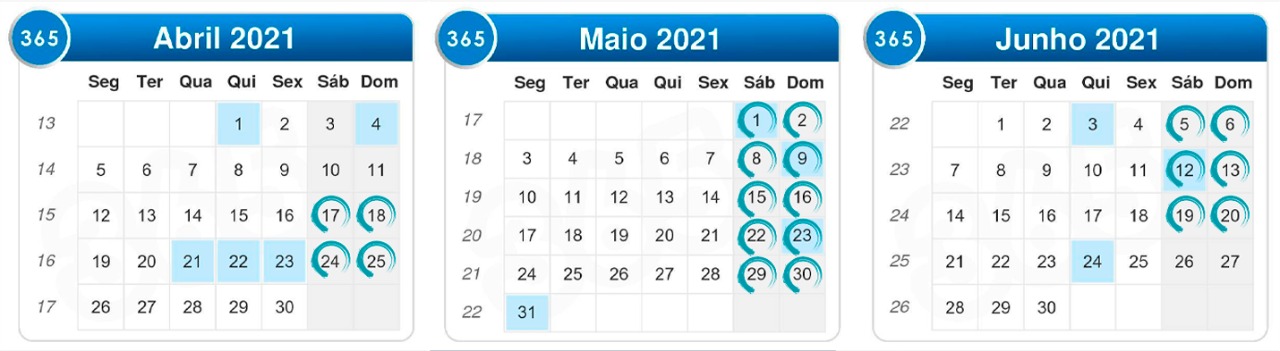 365 Abril 2021
Seg Ter Qua Qui Sex Sáb Dom
13 1 2 3 4
14 5 6 7 8 9 10 11
15 12 13 14 15 16 17 18
16 19 20 21 22 23 24 25
17 26 27 28 29 30
365 Maio 2021
Seg Ter Qua Qui Sex Sáb Dom
17 1 2
18 3 4 5 6 7 8 9
19 10 11 12 13 14 15 16
20 17 18 19 20 21 22 23
21 24 25 26 27 28 29 30
22 31
365 Junho 2021
Seg Ter Qua Qui Sex Sáb Dom
22 1 2 3 4 5 6
23 7 8 9 10 11 12 13
24 14 15 16 17 18 19 20
25 21 22 23 24 25 26 27
26 28 29 30